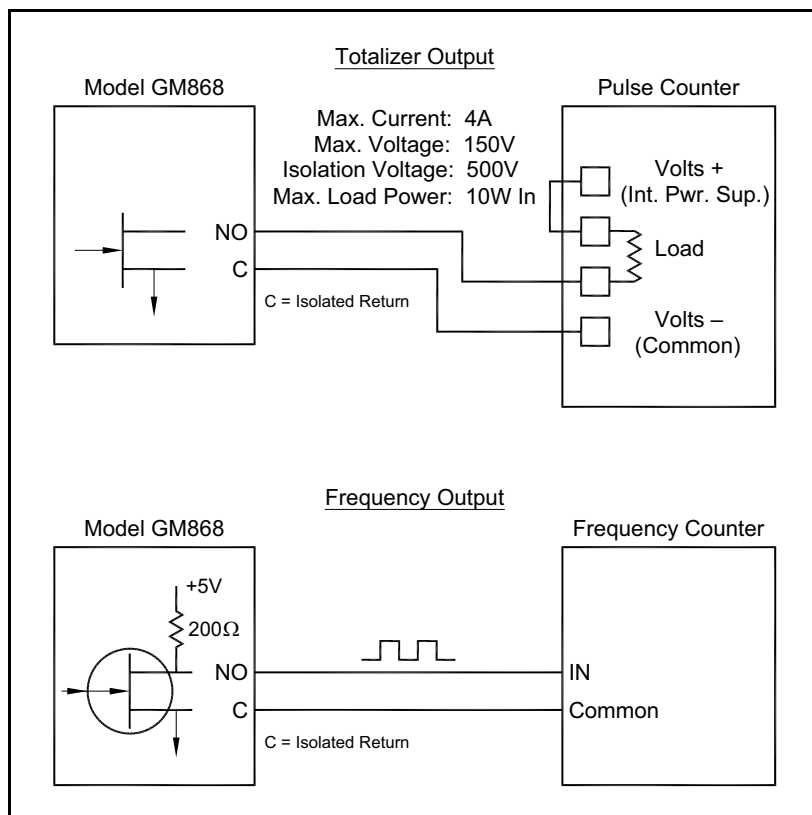 Totalizer Output
Model GM868
Pulse Counter
Max. Current: 4A
Max. Voltage: 150V
Isolation Voltage: 500V
Max. Load Power: 10W In
Volts +
(Int. Pwr. Sup.)
NO
Load
C
C = Isolated Return
Volts –
(Common)
Frequency Output
Model GM868
Frequency Counter
+5V
200Ω
NO
IN
C
Common
C = Isolated Return